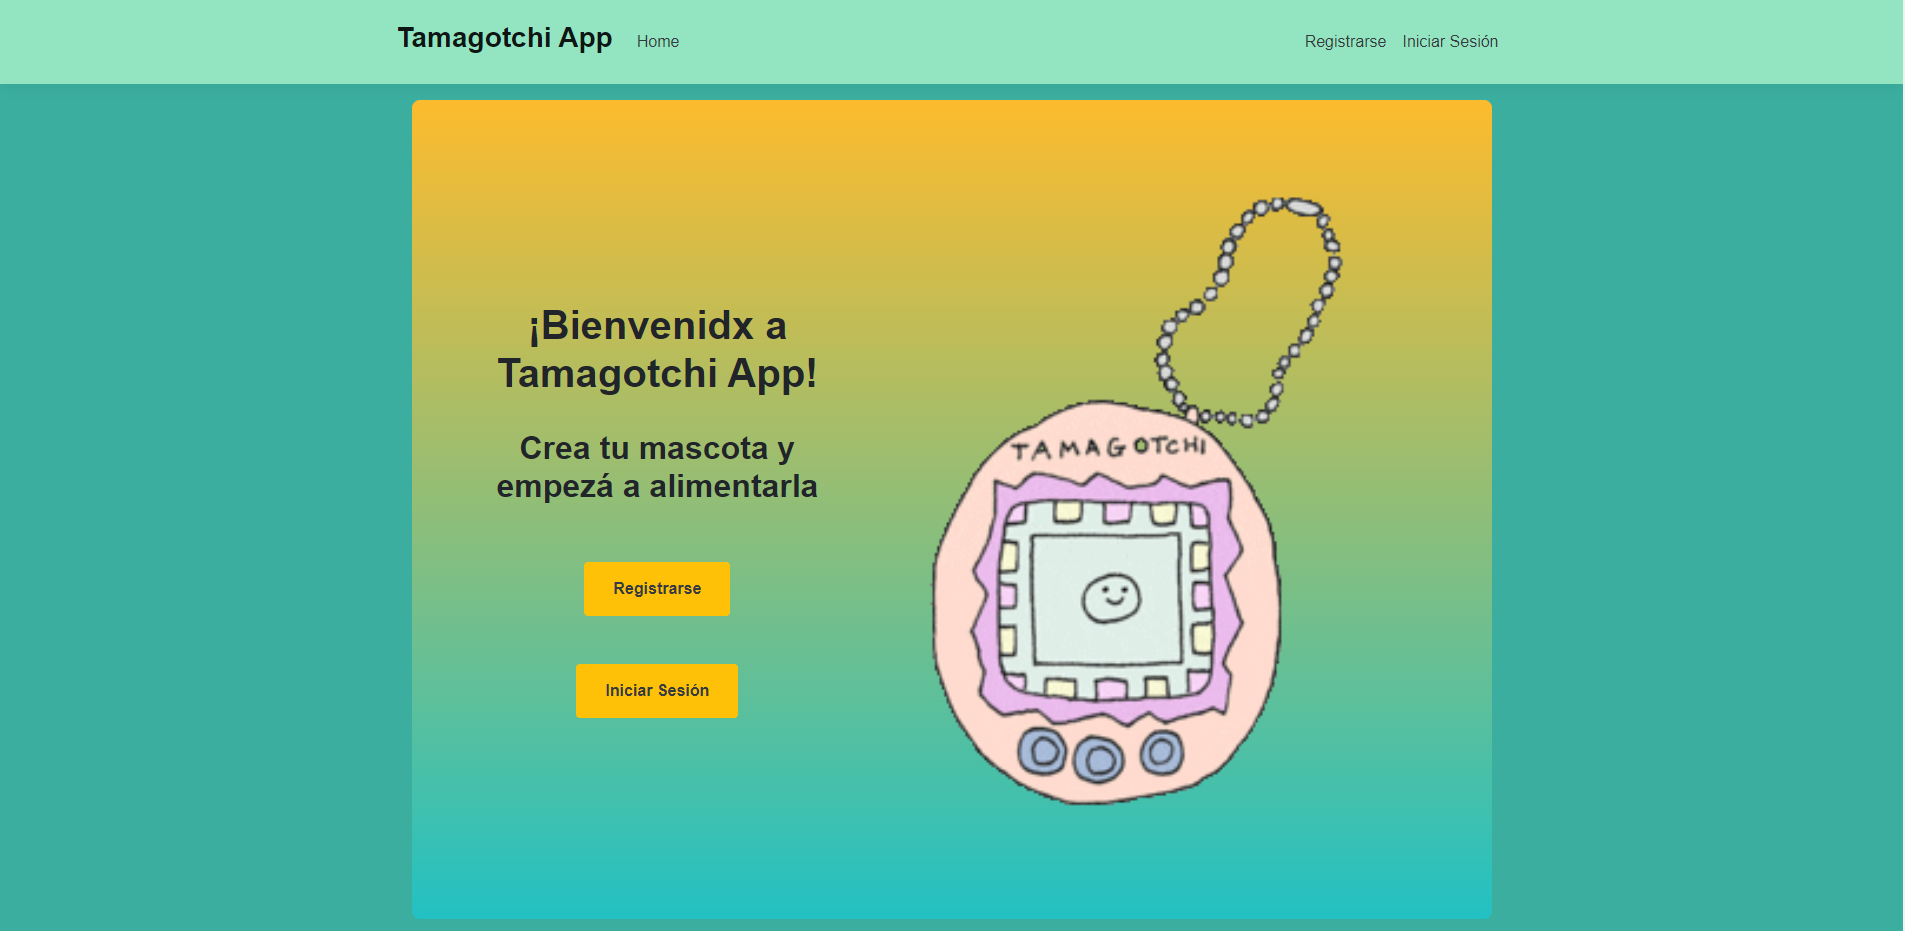 Tamagotchi App Home Registrarse Iniciar Sesión
¡Bienvenidx a
Tamagotchi App!
Crea tu mascota y
empezá a alimentarla
Registrarse
Iniciar Sesión
TAMAGOTCHI